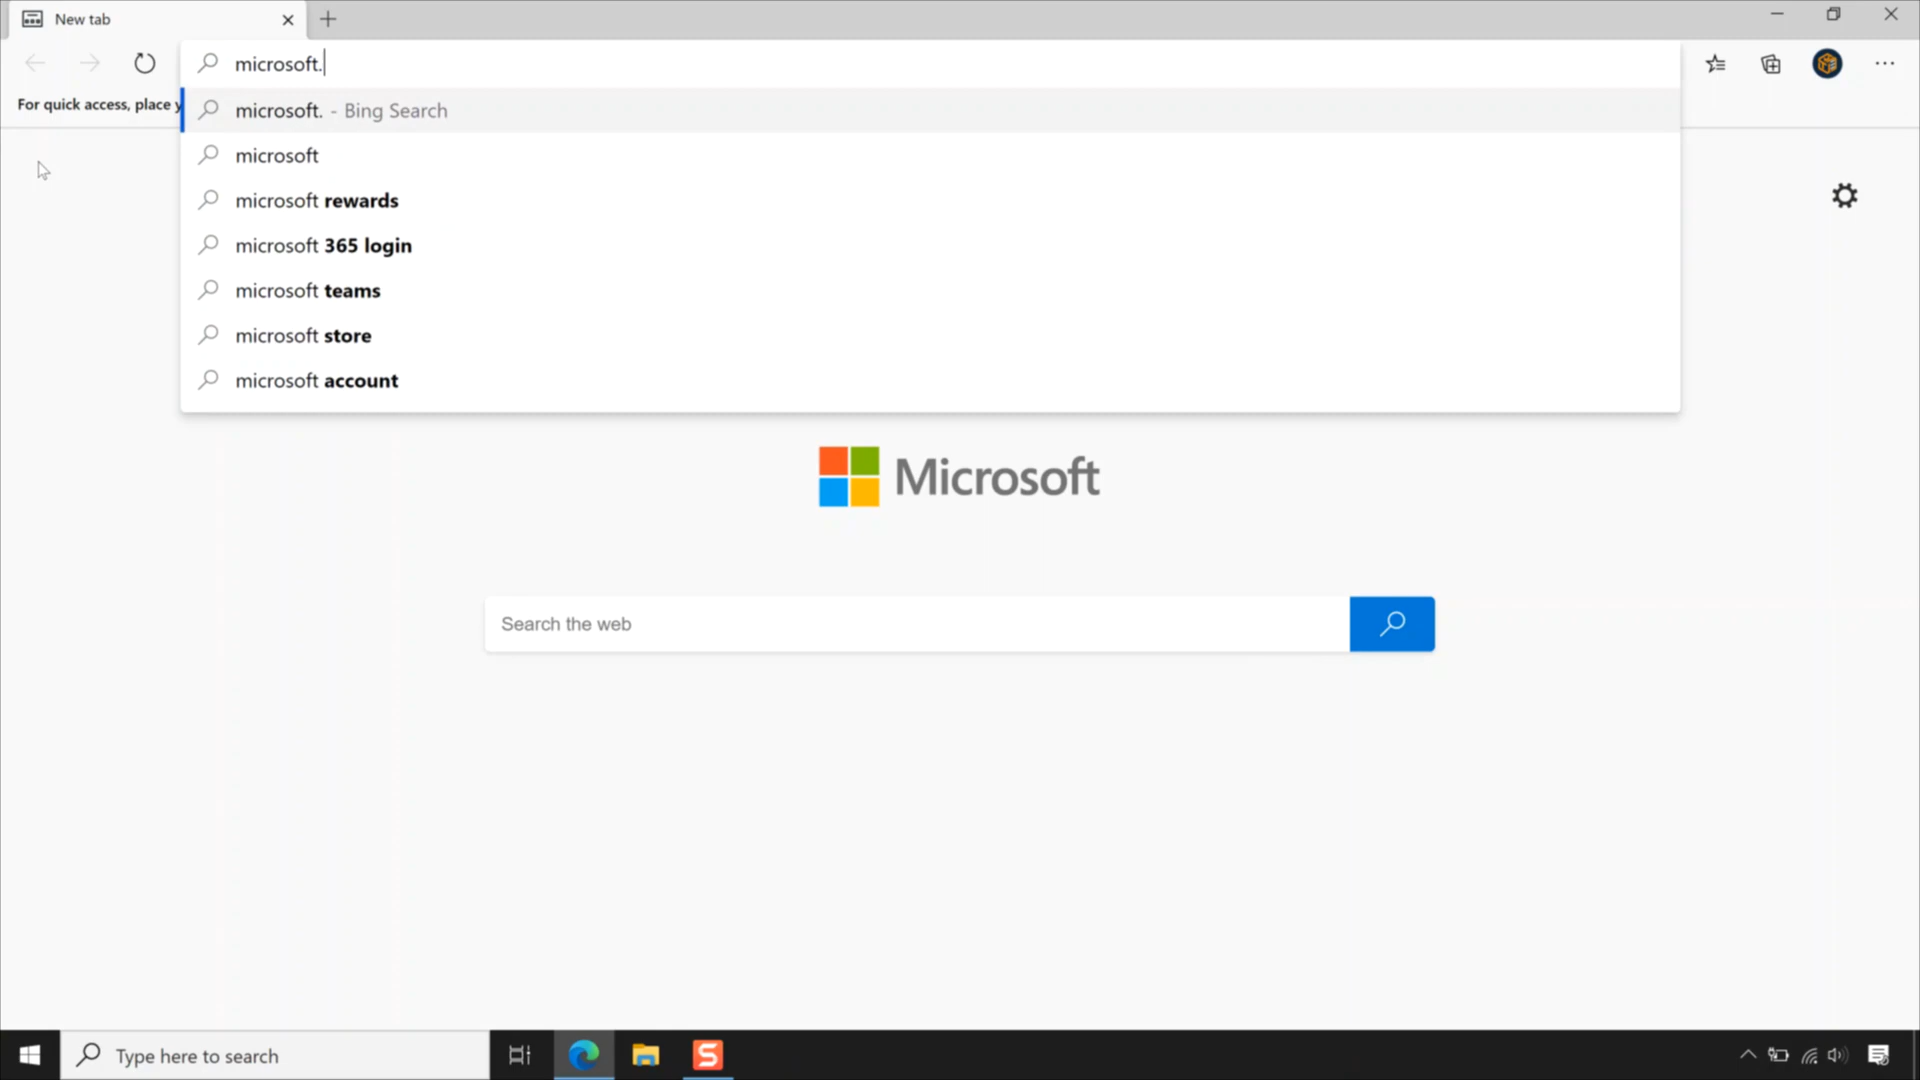 New tab
microsoft.
For quick access, place y
microsoft. - Bing Search
microsoft
microsoft rewards
microsoft 365 login
microsoft teams
microsoft store
microsoft account
Microsoft
Search the web
Type here to search